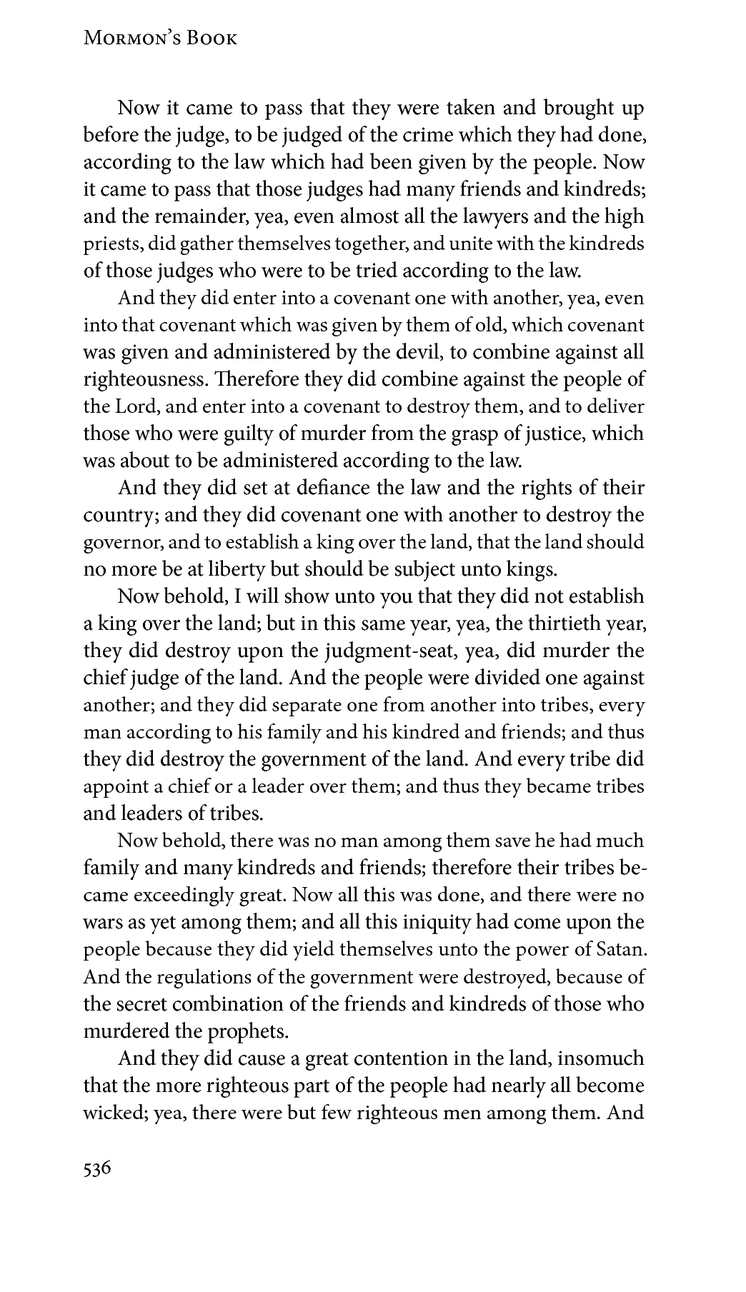 Mormon's Book
Now it came to pass that they were taken and brought up
before the judge, to be judged of the crime which they had done,
according to the law which had been given by the people. Now
it came to pass that those judges had many friends and kindreds;
and the remainder, yea, even almost all the lawyers and the high
priests, did gather themselves together, and unite with the kindreds
of those judges who were to be tried according to the law.
And they did enter into a covenant one with another, yea, even
into that covenant which was given by them of old, which covenant
was given and administered by the devil, to combine against all
righteousness. Therefore they did combine against the people of
the Lord, and enter into a covenant to destroy them, and to deliver
those who were guilty of murder from the grasp of justice, which
was about to be administered according to the law.
And they did set at defiance the law and the rights of their
country; and they did covenant one with another to destroy the
governor, and to establish a king over the land, that the land should
no more be at liberty but should be subject unto kings.
Now behold, I will show unto you that they did not establish
a king over the land; but in this same year, yea, the thirtieth year,
they did destroy upon the judgment-seat, yea, did murder the
chief judge of the land. And the people were divided one against
another; and they did separate one from another into tribes, every
man according to his family and his kindred and friends; and thus
they did destroy the government of the land. And every tribe did
appoint a chief or a leader over them; and thus they became tribes
and leaders of tribes.
Now behold, there was no man among them save he had much
family and many kindreds and friends; therefore their tribes be-
came exceedingly great. Now all this was done, and there were no
wars as yet among them; and all this iniquity had come upon the
people because they did yield themselves unto the power of Satan.
And the regulations of the government were destroyed, because of
the secret combination of the friends and kindreds of those who
murdered the prophets.
And they did cause a great contention in the land, insomuch
that the more righteous part of the people had nearly all become
wicked; yea, there were but few righteous men among them. And
536